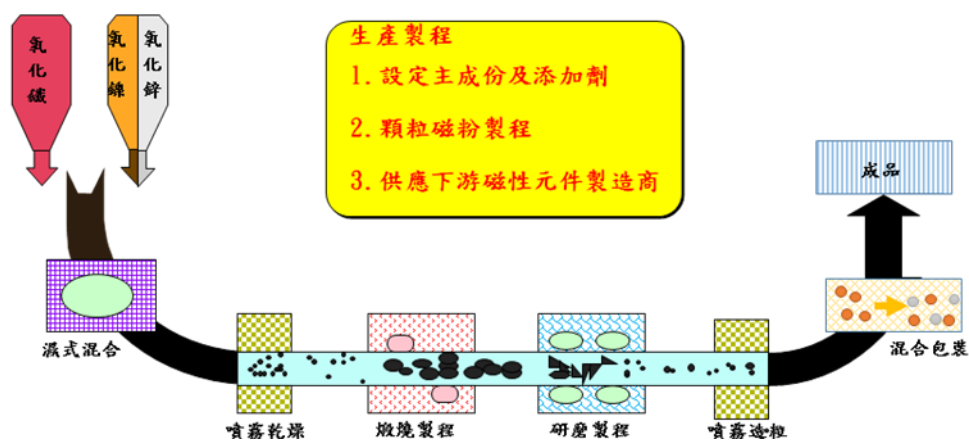 氧化鐵
氧化鎳
氧化鋅
生產製程
1. 設定主成份及添加劑
2. 顆粒磁粉製程
3. 供應下游磁性元件製造商
成品
濕式混合
混合包裝
噴霧乾燥
煅燒製程
研磨製程
噴霧造粒